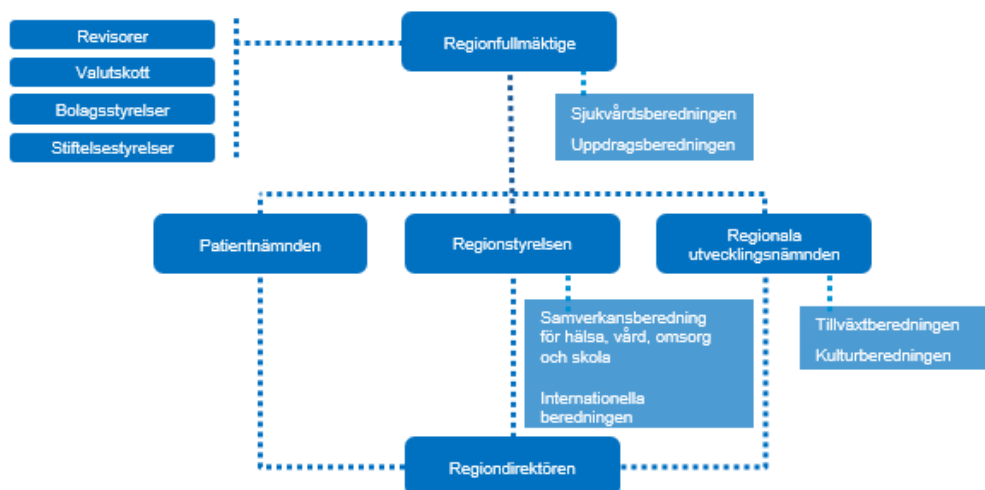 Revisorer
Valutskott
Bolagsstyrelser
Stiftelsestyrelser
Regionfullmäktige
Sjukvårdsberedningen
Uppdragsberedningen
Patientnämnden
Regionstyrelsen
Regionala
utvecklingsnämnden
Samverkansberedning
för hälsa, vård, omsorg
och skola
Internationella
beredningen
Tillväxtberedningen
Kulturberedningen
Regiondirektören